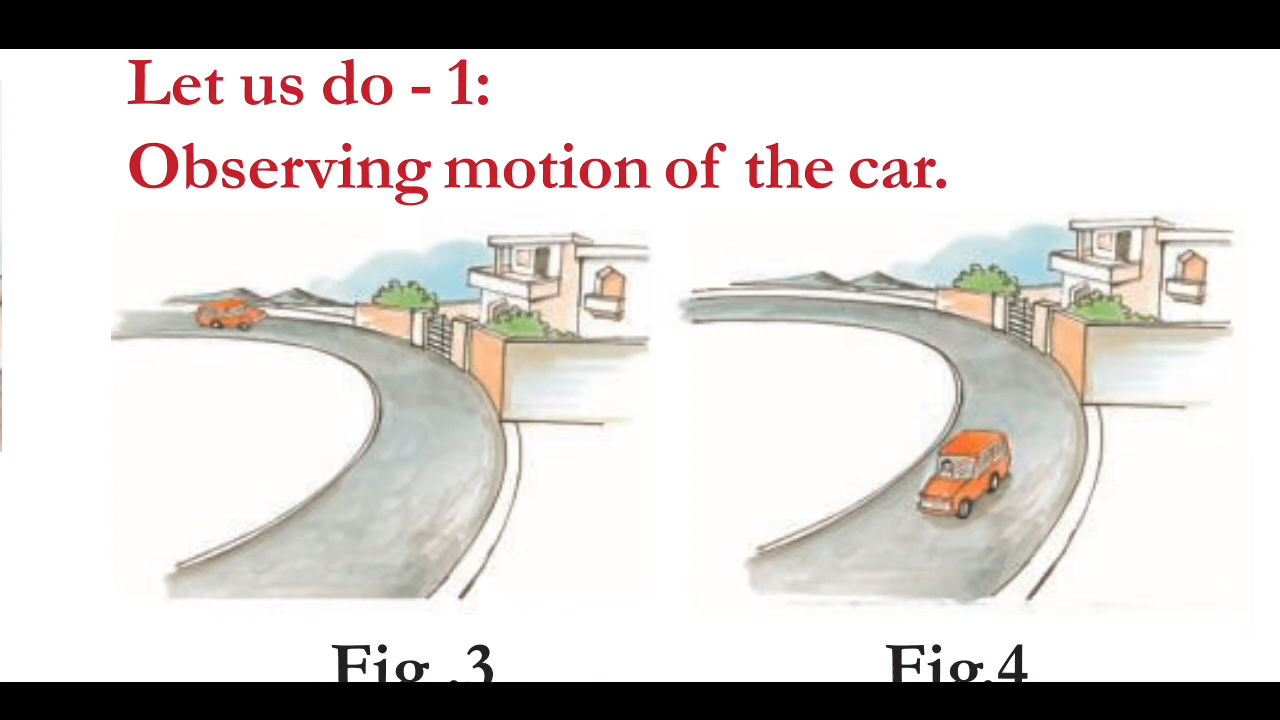 Let us do - 1:
Observing motion of the car.
Fig .3
Fig.4